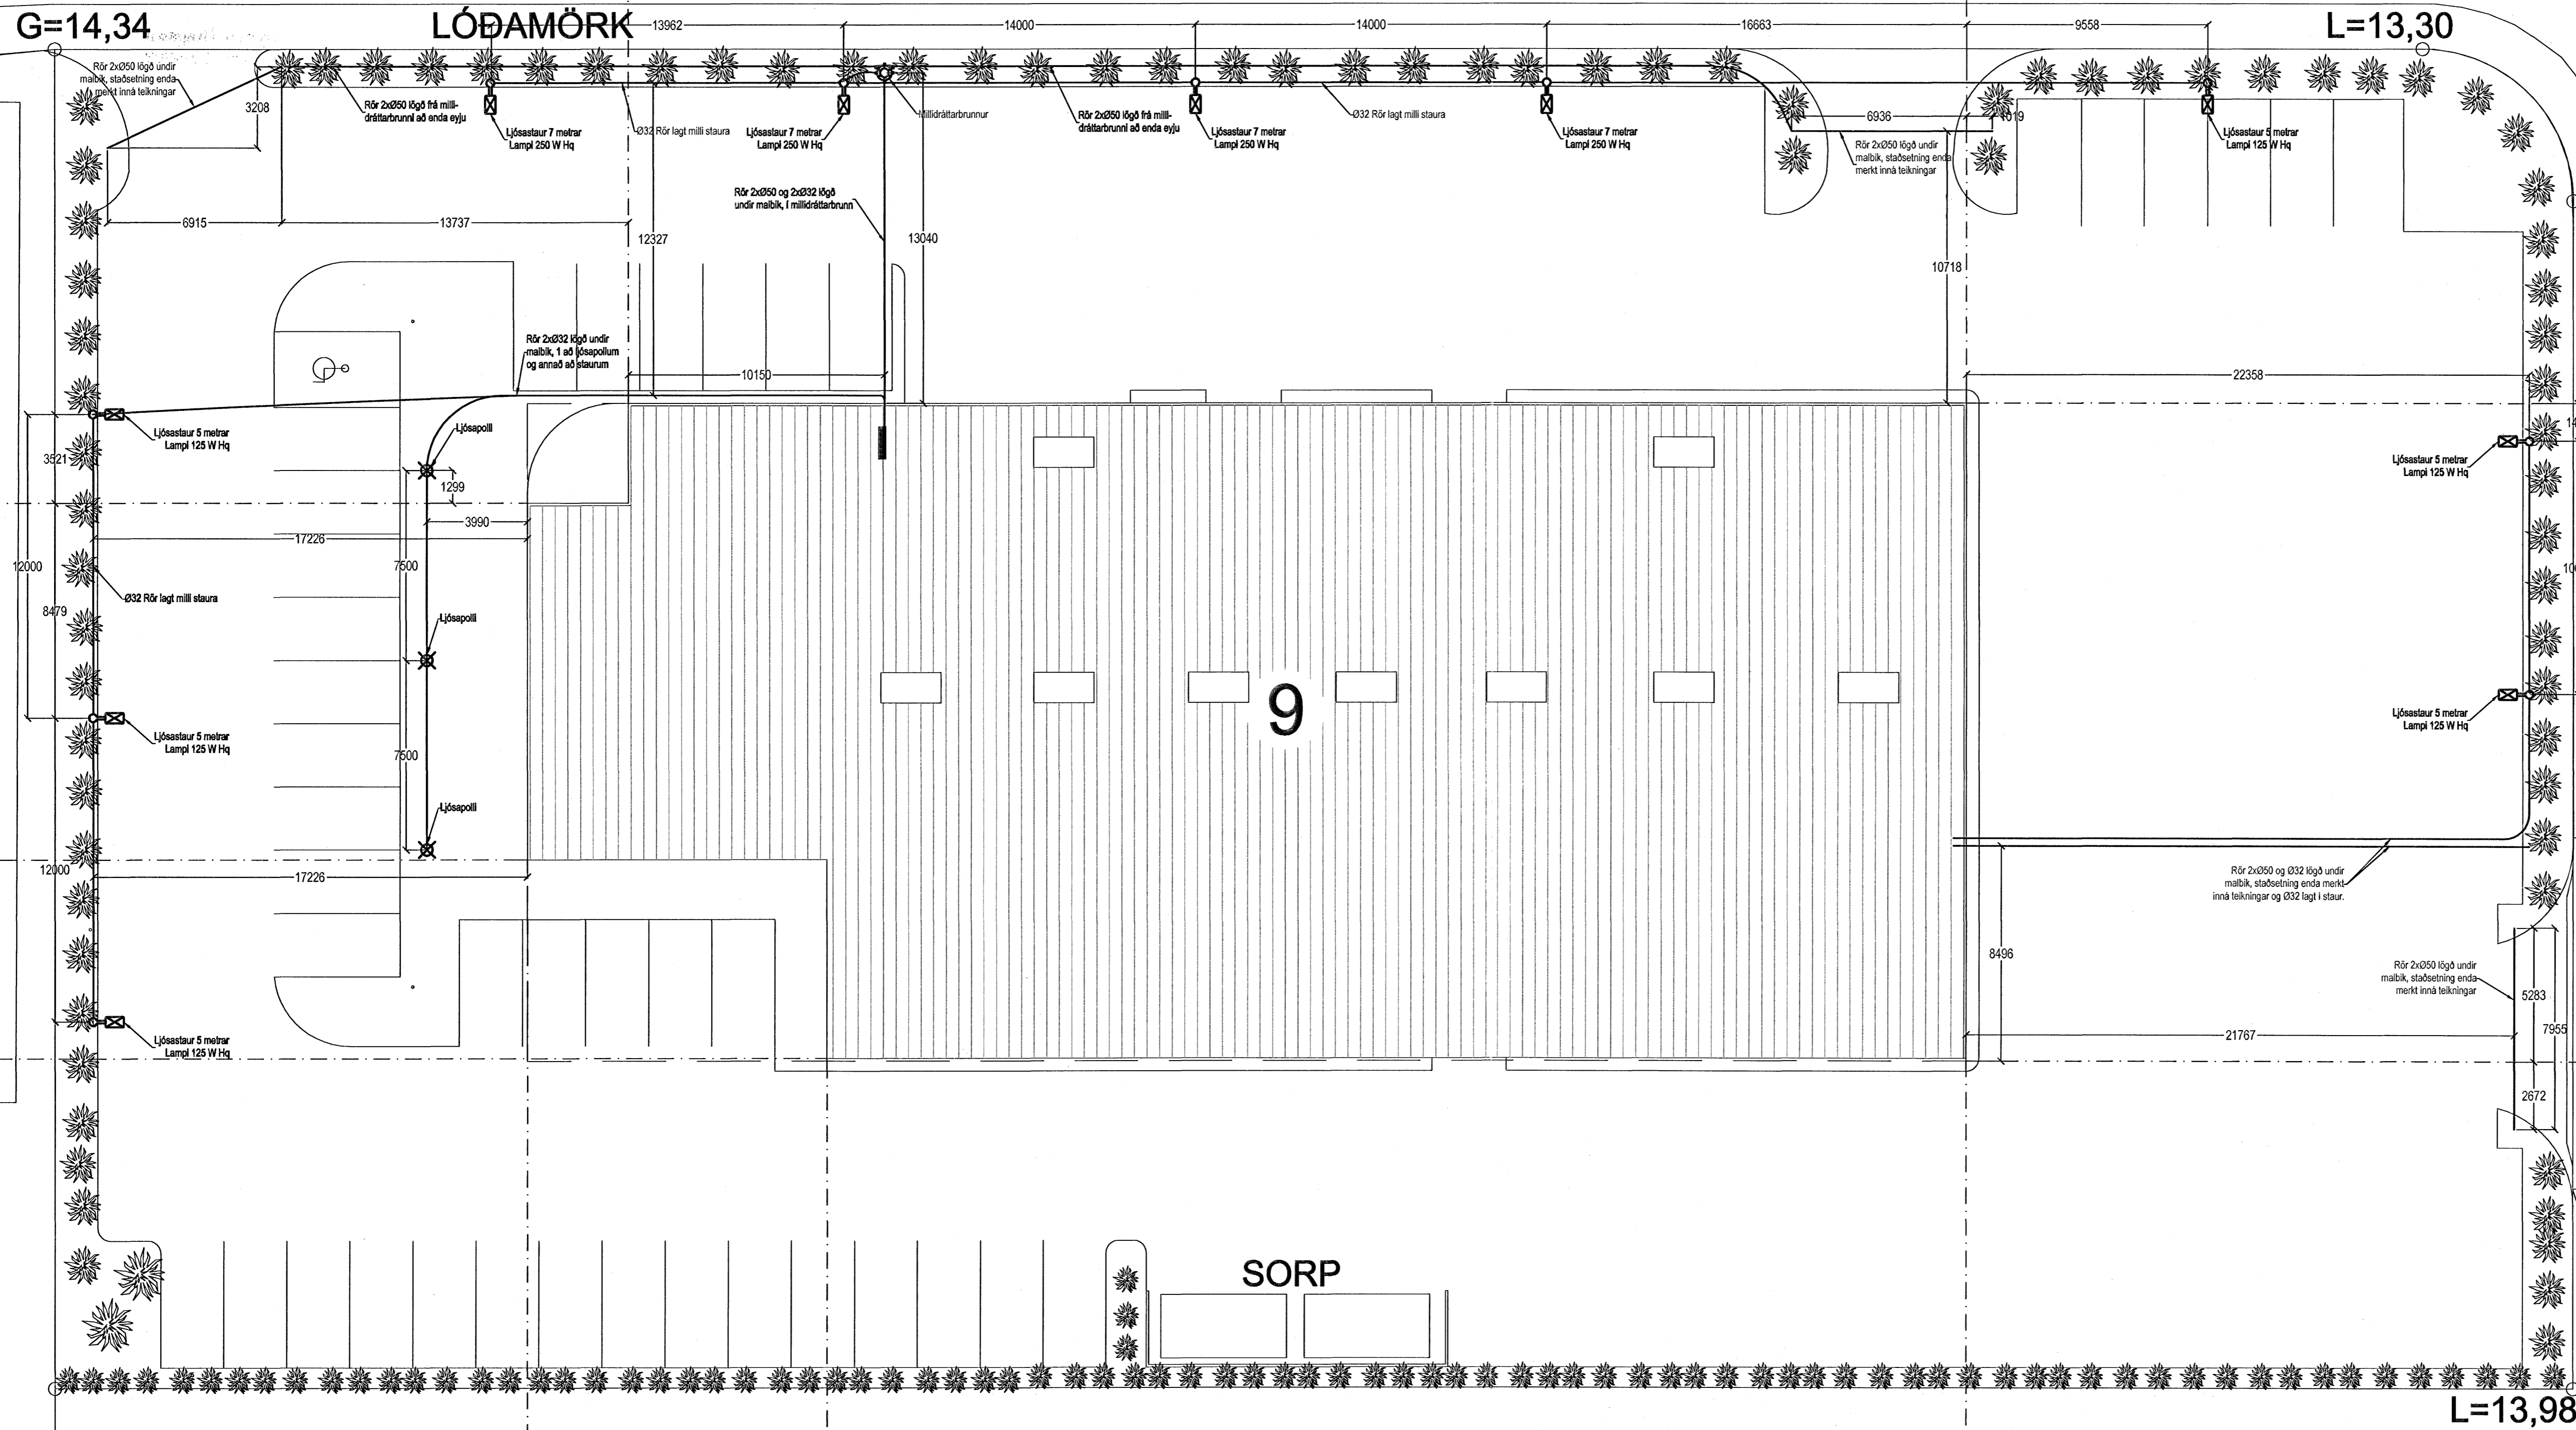 G=14,34
LÓÐAMÖRK
13962
14000
14000
16663
9558
L=13,30
Rör 2xØ50 lögð undir
malbik, staðsetning enda
merkt inná teikningar
3208
Rör 2xØ50 lögð frá milli-
dráttarbrunni að enda eyju
Ljósastaur 7 metrar
Lampi 250 W Hq
Ø32 Rör lagt milli staura
Ljósastaur 7 metrar
Lampi 250 W Hq
Millidráttarbrunnur
Rör 2xØ50 lögð frá milli-
dráttarbrunni að enda eyju
Ljósastaur 7 metrar
Lampi 250 W Hq
Ø32 Rör lagt milli staura
Ljósastaur 7 metrar
Lampi 250 W Hq
6936
1019
Rör 2xØ50 lögð undir
malbik, staðsetning enda
merkt inná teikningar
Ljósastaur 5 metrar
Lampi 125 W Hq
6915
13737
12327
Rör 2xØ50 og 2xØ32 lögð
undir malbik, í millidráttarbrunn
13040
10718
Rör 2xØ32 lögð undir
malbik, 1 að ljósapollum
og annað að staurum
10150
22358
Ljósastaur 5 metrar
Lampi 125 W Hq
Ljósapolli
3521
1299
3990
17226
12000
7500
Ø32 Rör lagt milli staura
8479
Ljósapolli
Ljósastaur 5 metrar
Lampi 125 W Hq
7500
Ljósapolli
12000
17226
Ljósastaur 5 metrar
Lampi 125 W Hq
9
Ljósastaur 5 metrar
Lampi 125 W Hq
Ljósastaur 5 metrar
Lampi 125 W Hq
Rör 2xØ50 og Ø32 lögð undir
malbik, staðsetning enda merkt
inná teikningar og Ø32 lagt í staur.
8496
Rör 2xØ50 lögð undir
malbik, staðsetning enda
merkt inná teikningar
5283
7955
21767
2672
SORP
L=13,98